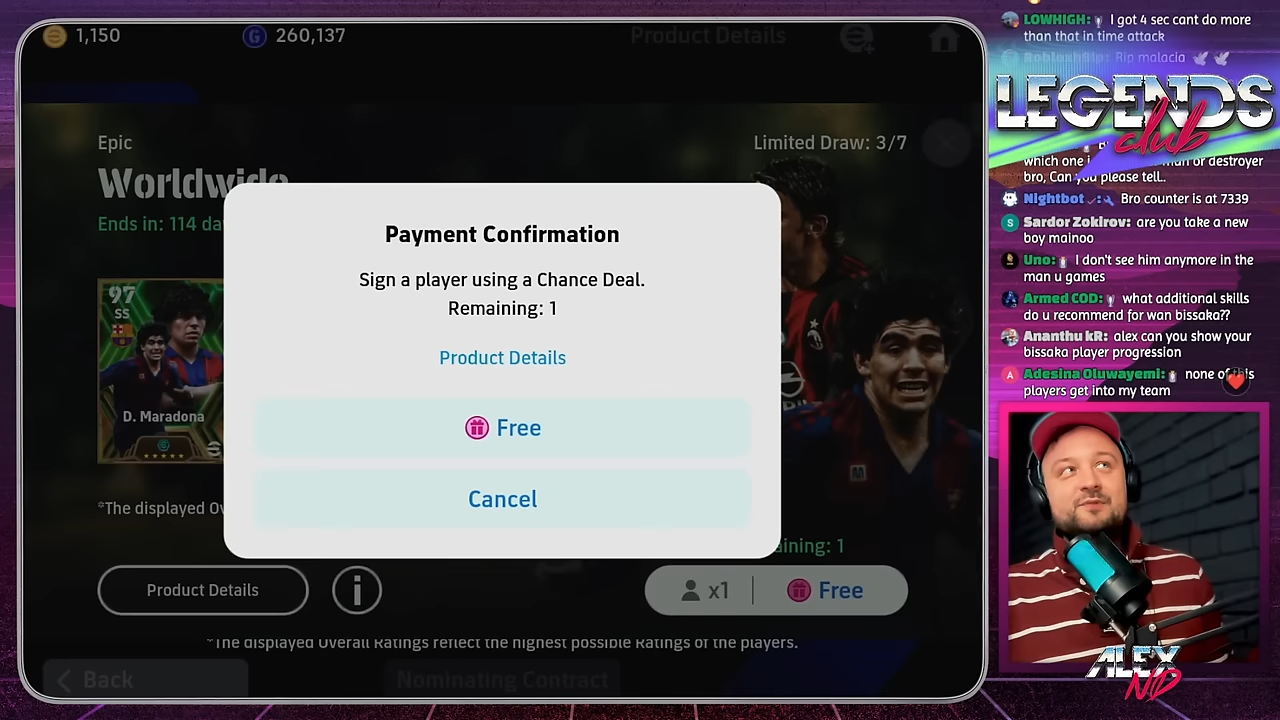 1,150
260,137
Product Details
Epic
Limited Draw: 3/7
Worldwide
Ends in: 114 da
97
SS
D. Maradona
*The displayed Ov
Payment Confirmation
Sign a player using a Chance Deal.
Remaining: 1
Product Details
Free
Cancel
aining: 1
Product Details
x1
Free
*The displayed Overall Ratings reflect the highest possible Ratings of the players.
Back
Nominating Contract
LOWHIGH: I got 4 sec cant do more
than that in time attack
Rip malacia
LEGENDS
club
which one i
or destroyer
bro, Can you please tell..
Nightbot: Bro counter is at 7339
Sardor Zokirov: are you take a new
boy mainoo
Uno: I don't see him anymore in the
man u games
Armed COD: what additional skills
do u recommend for wan bissaka??
Ananthu kR: alex can you show your
bissaka player progression
Adesina Oluwayemi: none of this
players get into my team
ALEX
ND